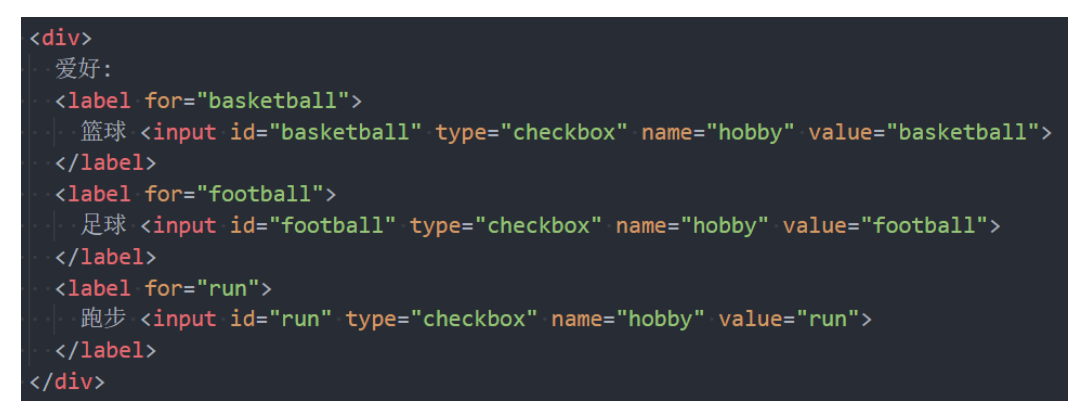 <div>
爱好:
<label for="basketball">
篮球 <input id="basketball" type="checkbox" name="hobby" value="basketball">
</label>
<label for="football">
足球 <input id="football" type="checkbox" name="hobby" value="football">
</label>
<label for="run">
跑步 <input id="run" type="checkbox" name="hobby" value="run">
</label>
</div>